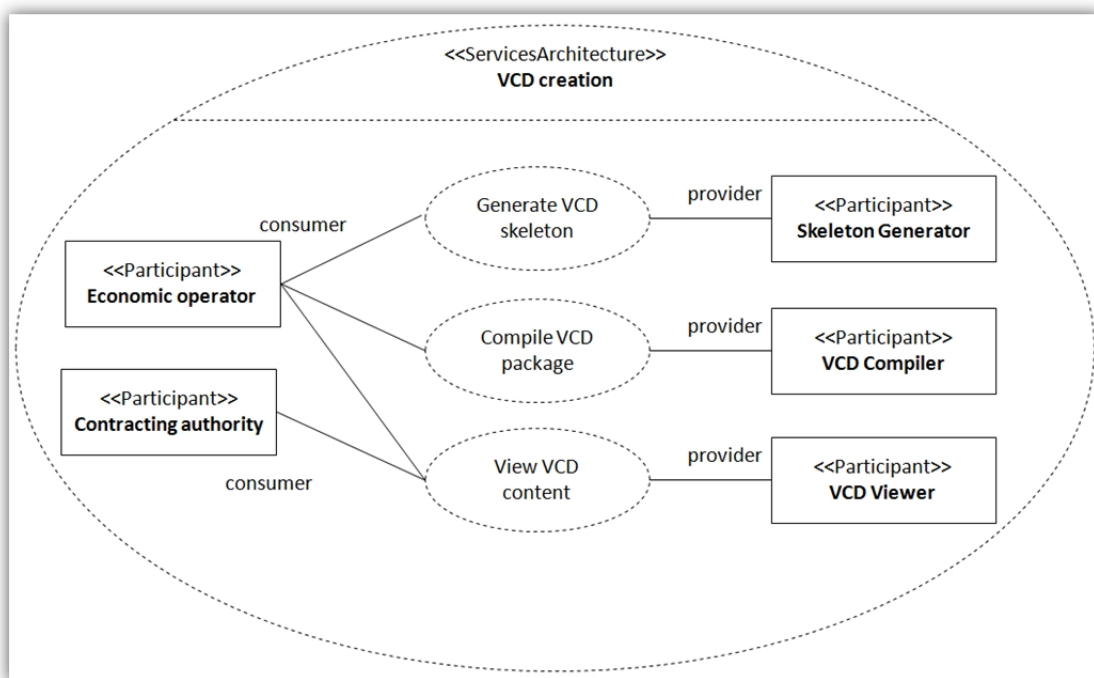 <<ServicesArchitecture>>
VCD creation
Generate VCD
skeleton
provider
<<Participant>>
Skeleton Generator
consumer
<<Participant>>
Economic operator
Compile VCD
package
provider
<<Participant>>
VCD Compiler
<<Participant>>
Contracting authority
consumer
View VCD
content
provider
<<Participant>>
VCD Viewer